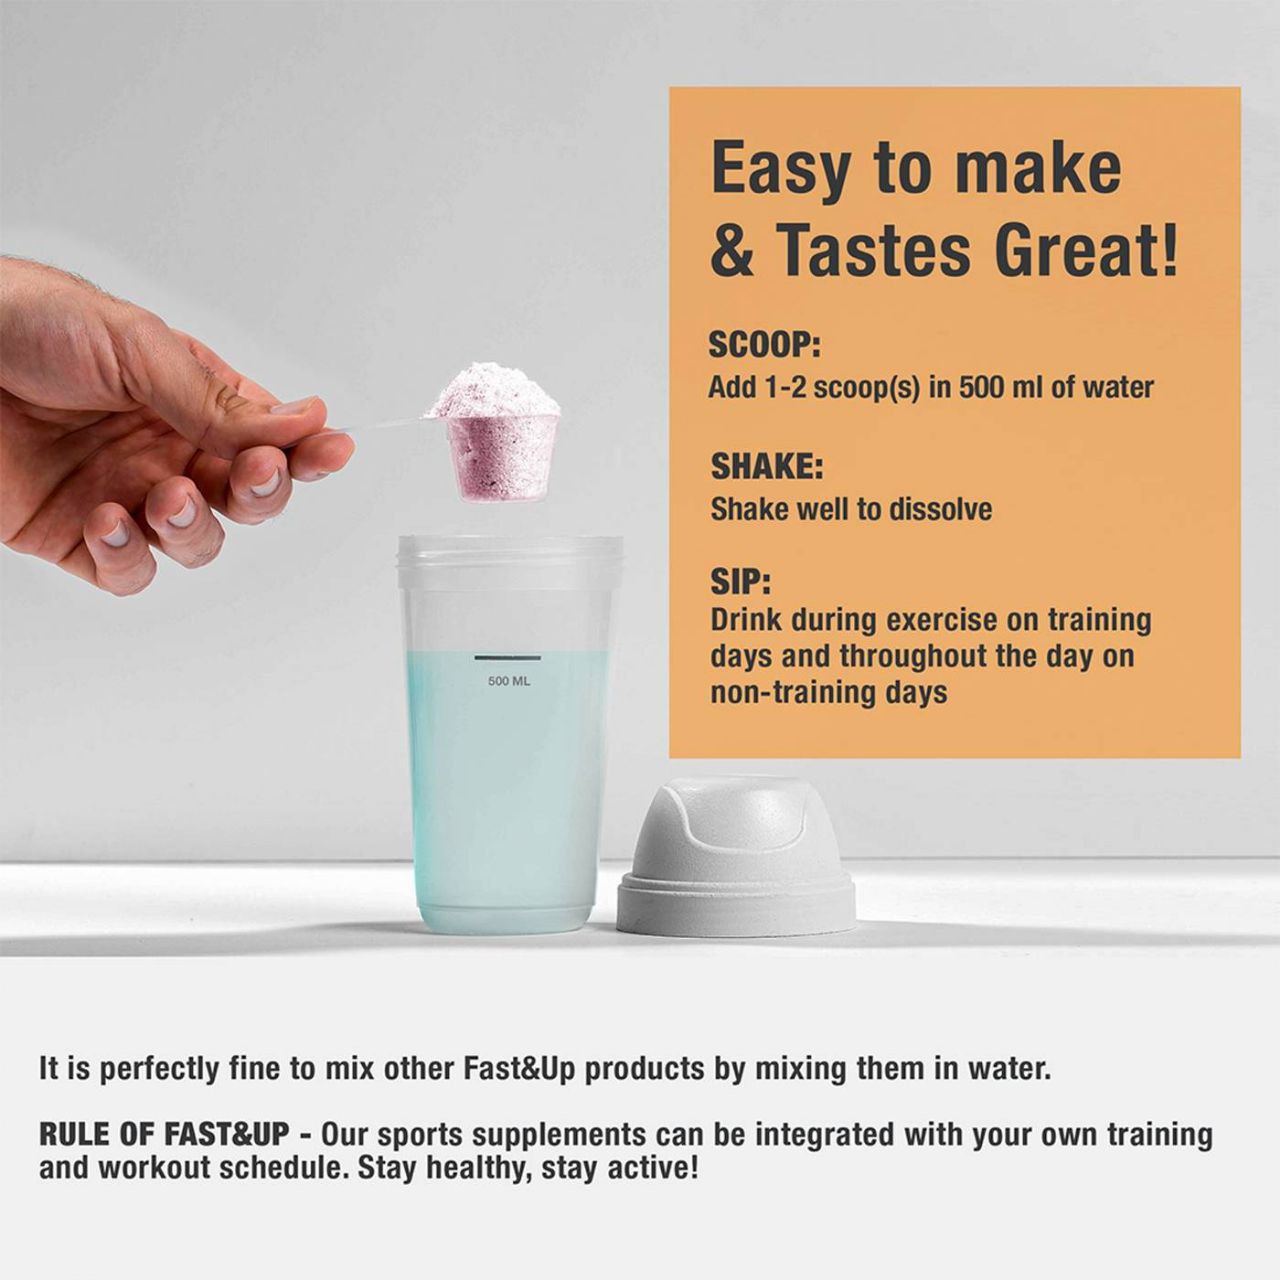 Easy to make
& Tastes Great!
SCOOP:
Add 1-2 scoop(s) in 500 ml of water
SHAKE:
Shake well to dissolve
SIP:
Drink during exercise on training
days and throughout the day on
non-training days
500 ML
It is perfectly fine to mix other Fast&Up products by mixing them in water.
RULE OF FAST&UP - Our sports supplements can be integrated with your own training
and workout schedule. Stay healthy, stay active!